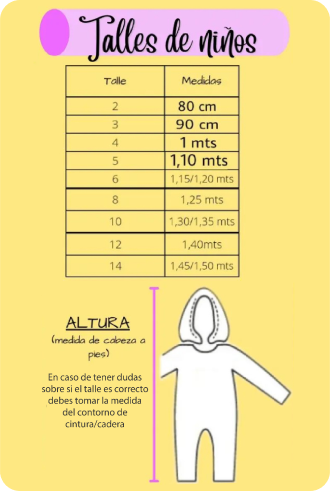 Talles de niños
Talle Medidas
2 80 cm
3 90 cm
4 1 mts
5 1,10 mts
6 1,15/1,20 mts
8 1,25 mts
10 1,30/1,35 mts
12 1,40mts
14 1,45/1,50 mts
ALTURA
(medida de cabeza a
pies)
En caso de tener dudas
sobre si el talle es correcto
debes tomar la medida
del contorno de
cintura/cadera